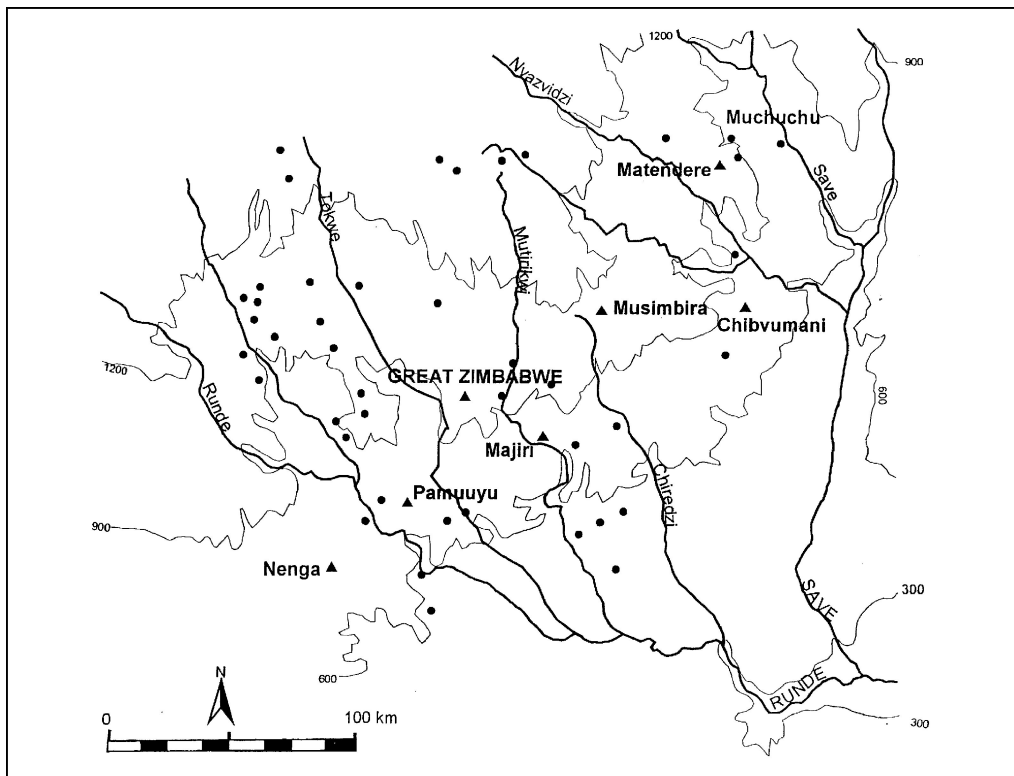 1200
900
Nyazvidzi
Muchuchu
Matendere
Save
Tokwe
Mutirikwi
Musimbira
Chibvumani
1200
GREAT ZIMBABWE
600
Runde
Majiri
Chiredzi
Pamuuyu
900
Nenga
SAVE
300
600
RUNDE
N
0
100 km
300